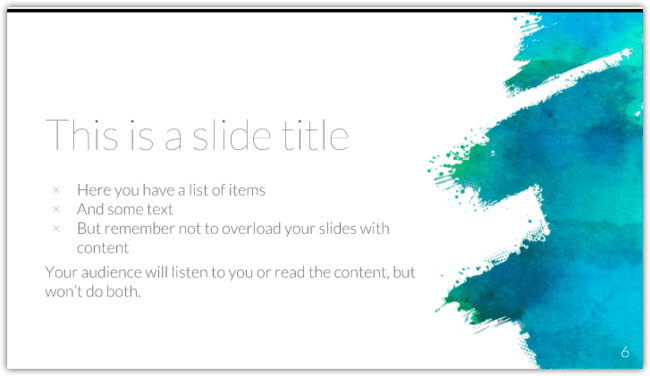 This is a slide title
× Here you have a list of items
× And some text
× But remember not to overload your slides with
content
Your audience will listen to you or read the content, but
won't do both.
6